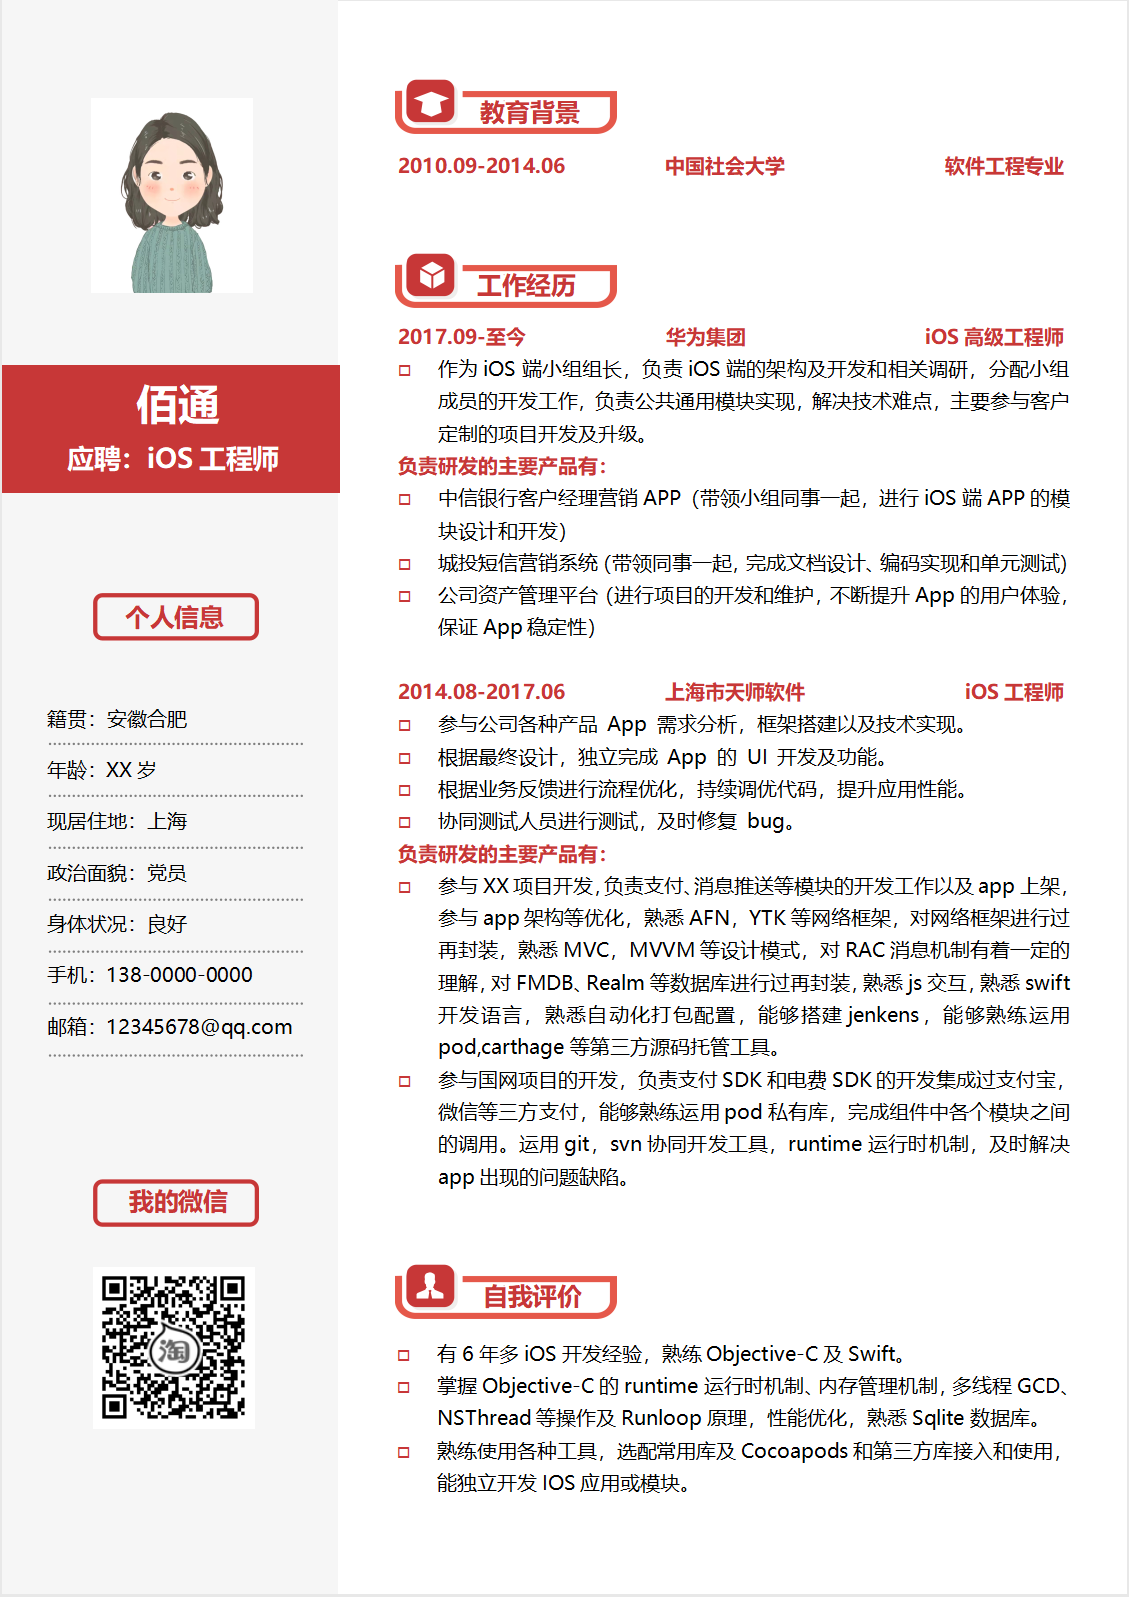 佰通
应聘：iOS 工程师
个人信息
籍贯：安徽合肥
年龄：XX 岁
现居住地：上海
政治面貌：党员
身体状况：良好
手机：138-0000-0000
邮箱：12345678@qq.com
我的微信
淘
教育背景
2010.09-2014.06 中国社会大学 软件工程专业
工作经历
2017.09-至今 华为集团 iOS 高级工程师
作为 iOS 端小组组长，负责 iOS 端的架构及开发和相关调研，分配小组
成员的开发工作，负责公共通用模块实现，解决技术难点，主要参与客户
定制的项目开发及升级。
负责研发的主要产品有：
中信银行客户经理营销 APP（带领小组同事一起，进行 iOS 端 APP 的模
块设计和开发）
城投短信营销系统（带领同事一起，完成文档设计、编码实现和单元测试）
公司资产管理平台（进行项目的开发和维护，不断提升 App 的用户体验，
保证 App 稳定性）
2014.08-2017.06 上海市天师软件 iOS 工程师
参与公司各种产品 App 需求分析，框架搭建以及技术实现。
根据最终设计，独立完成 App 的 UI 开发及功能。
根据业务反馈进行流程优化，持续调优代码，提升应用性能。
协同测试人员进行测试，及时修复 bug。
负责研发的主要产品有：
参与 XX 项目开发，负责支付、消息推送等模块的开发工作以及 app 上架，
参与 app 架构等优化，熟悉 AFN，YTK 等网络框架，对网络框架进行过
再封装，熟悉 MVC，MVVM 等设计模式，对 RAC 消息机制有着一定的
理解，对 FMDB、Realm 等数据库进行过再封装，熟悉 js 交互，熟悉 swift
开发语言，熟悉自动化打包配置，能够搭建 jenkens，能够熟练运用
pod,carthage 等第三方源码托管工具。
参与国网项目的开发，负责支付 SDK 和电费 SDK 的开发集成过支付宝，
微信等三方支付，能够熟练运用 pod 私有库，完成组件中各个模块之间
的调用。运用 git，svn 协同开发工具，runtime 运行时机制，及时解决
app 出现的问题缺陷。
自我评价
有 6 年多 iOS 开发经验，熟练 Objective-C 及 Swift。
掌握 Objective-C 的 runtime 运行时机制、内存管理机制，多线程 GCD、
NSThread 等操作及 Runloop 原理，性能优化，熟悉 Sqlite 数据库。
熟练使用各种工具，选配常用库及 Cocoapods 和第三方库接入和使用，
能独立开发 IOS 应用或模块。